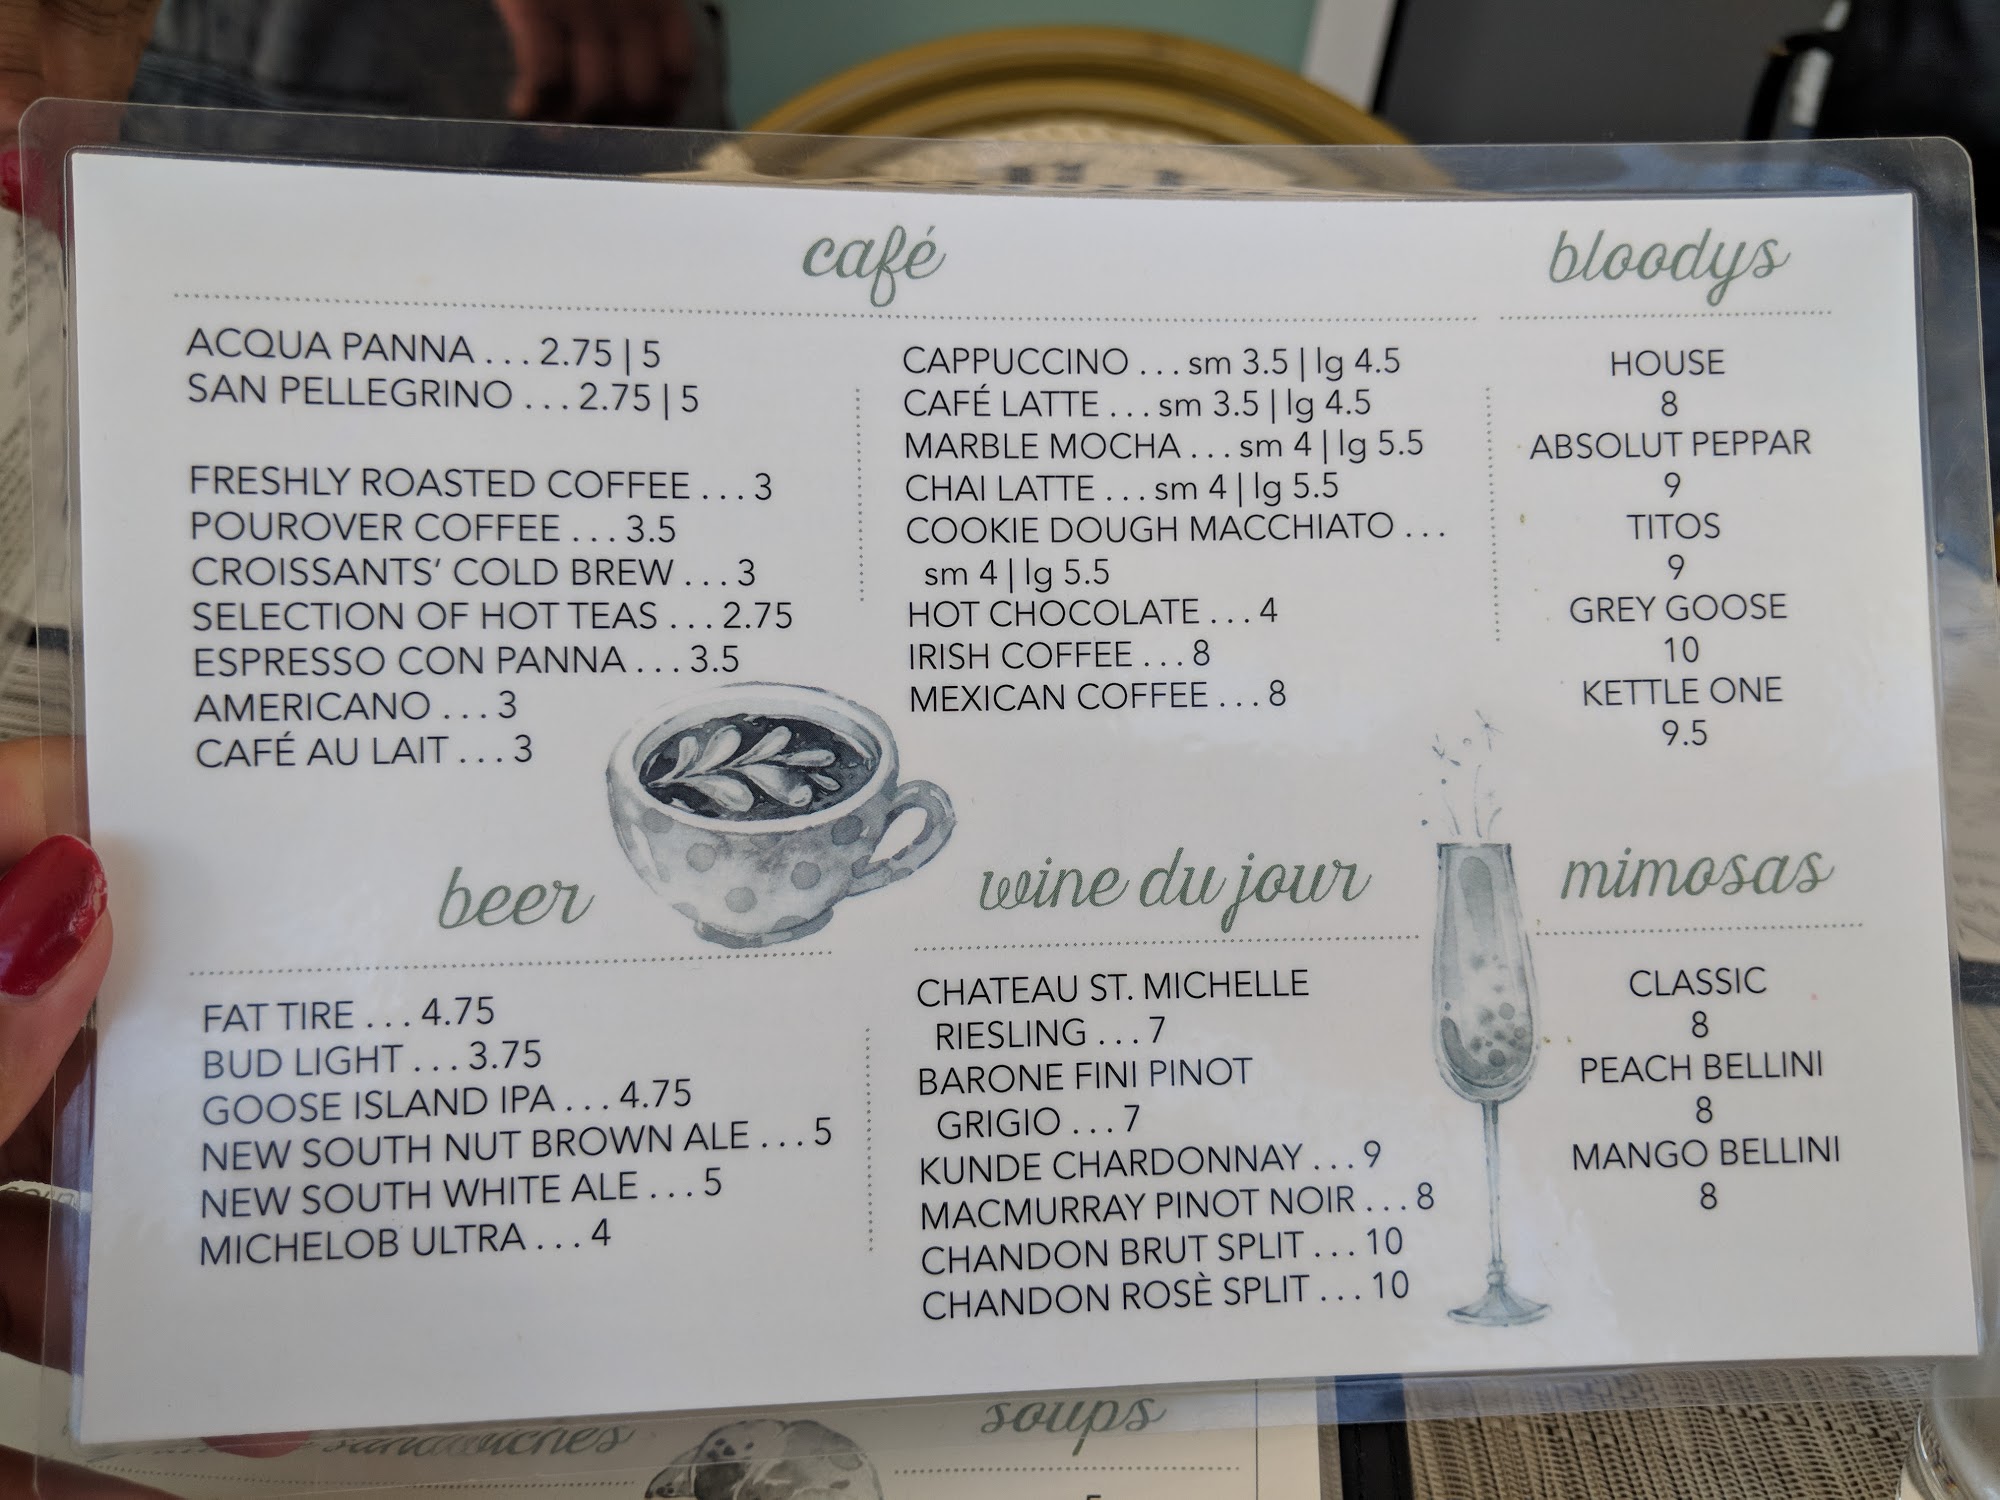 café
ACQUA PANNA . . . 2.75 | 5
SAN PELLEGRINO . . . 2.75 | 5
FRESHLY ROASTED COFFEE . . . 3
POUROVER COFFEE . . . 3.5
CROISSANTS' COLD BREW . . . 3
SELECTION OF HOT TEAS . . . 2.75
ESPRESSO CON PANNA . . . 3.5
AMERICANO . . . 3
CAFÉ AU LAIT . . . 3
CAPPUCCINO . . . sm 3.5 | lg 4.5
CAFÉ LATTE . . . sm 3.5 | lg 4.5
MARBLE MOCHA . . . sm 4 | lg 5.5
CHAI LATTE . . . sm 4 | lg 5.5
COOKIE DOUGH MACCHIATO . . .
sm 4 | lg 5.5
HOT CHOCOLATE . . . 4
IRISH COFFEE . . . 8
MEXICAN COFFEE . . . 8
bloodys
HOUSE
8
ABSOLUT PEPPAR
9
TITOS
9
GREY GOOSE
10
KETTLE ONE
9.5
beer
FAT TIRE . . . 4.75
BUD LIGHT . . . 3.75
GOOSE ISLAND IPA . . . 4.75
NEW SOUTH NUT BROWN ALE . . . 5
NEW SOUTH WHITE ALE . . . 5
MICHELOB ULTRA . . . 4
wine du jour
CHATEAU ST. MICHELLE
RIESLING . . . 7
BARONE FINI PINOT
GRIGIO . . . 7
KUNDE CHARDONNAY . . . 9
MACMURRAY PINOT NOIR . . . 8
CHANDON BRUT SPLIT . . . 10
CHANDON ROSÈ SPLIT . . . 10
mimosas
CLASSIC
8
PEACH BELLINI
8
MANGO BELLINI
8
sandwiches
soups